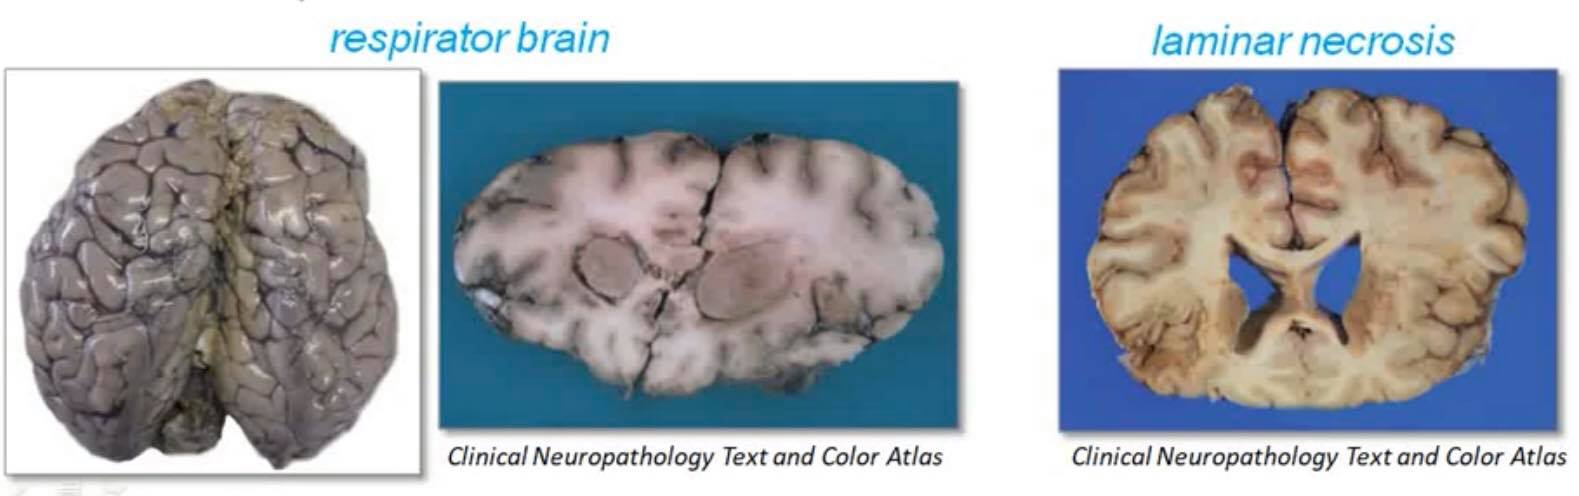 respirator brain
laminar necrosis
Clinical Neuropathology Text and Color Atlas
Clinical Neuropathology Text and Color Atlas